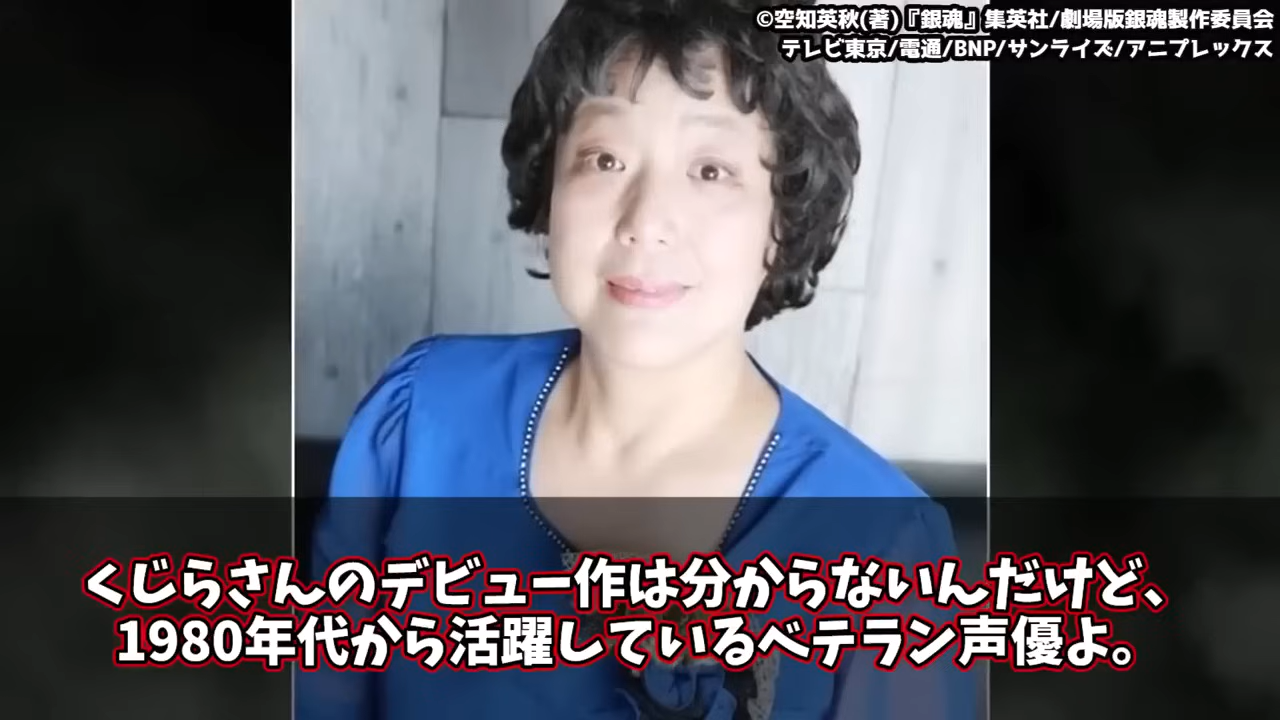 ©空知英秋(著)『銀魂』集英社/劇場版銀魂製作委員会
テレビ東京/電通/BNP/サンライズ/アニプレックス
くじらさんのデビュー作は分からないんだけど、
1980年代から活躍しているベテラン声優よ。